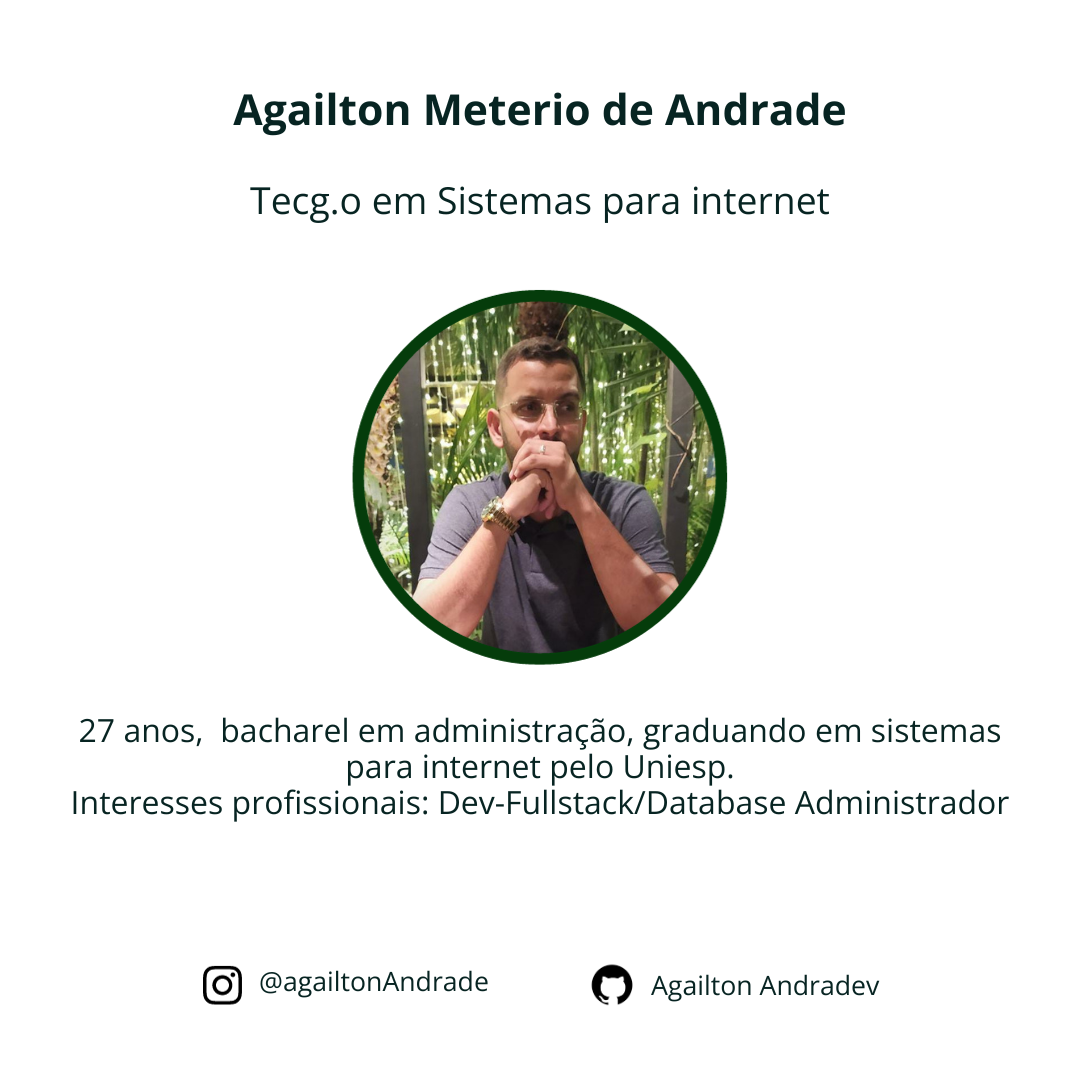 Agailton Meterio de Andrade
Tecg.o em Sistemas para internet
27 anos,  bacharel em administração, graduando em sistemas
para internet pelo Uniesp.
Interesses profissionais: Dev-Fullstack/Database Administrador
@agailtonAndrade
Agailton Andradev